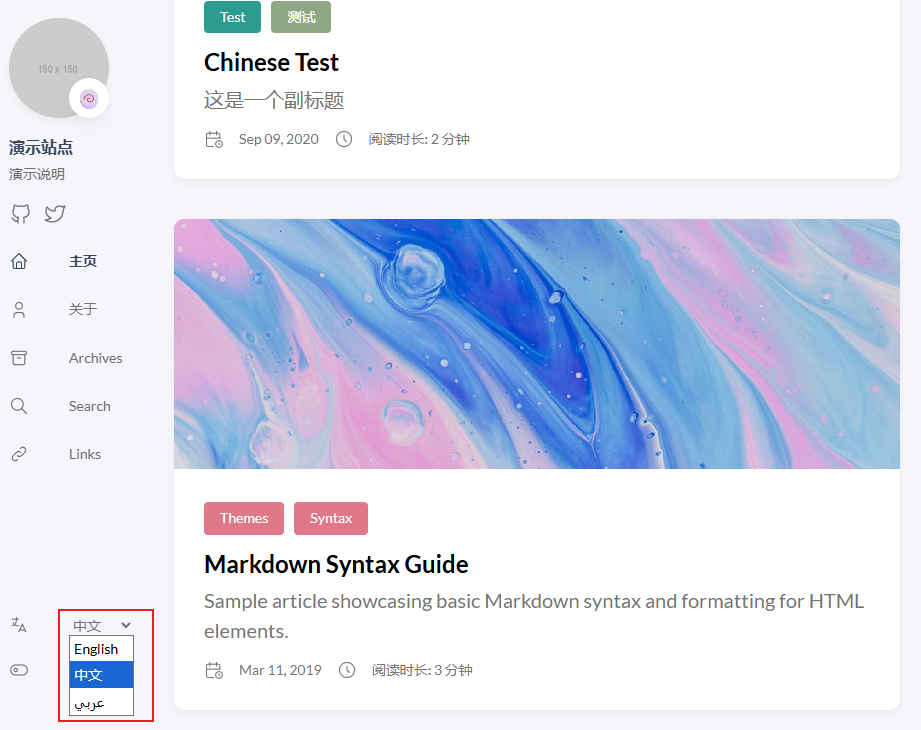 150 x 150
演示站点
演示说明
主页
关于
Archives
Search
Links
中文
English
中文
عربي
Test
测试
Chinese Test
这是一个副标题
Sep 09, 2020
阅读时长: 2 分钟
Themes
Syntax
Markdown Syntax Guide
Sample article showcasing basic Markdown syntax and formatting for HTML
elements.
Mar 11, 2019
阅读时长: 3 分钟